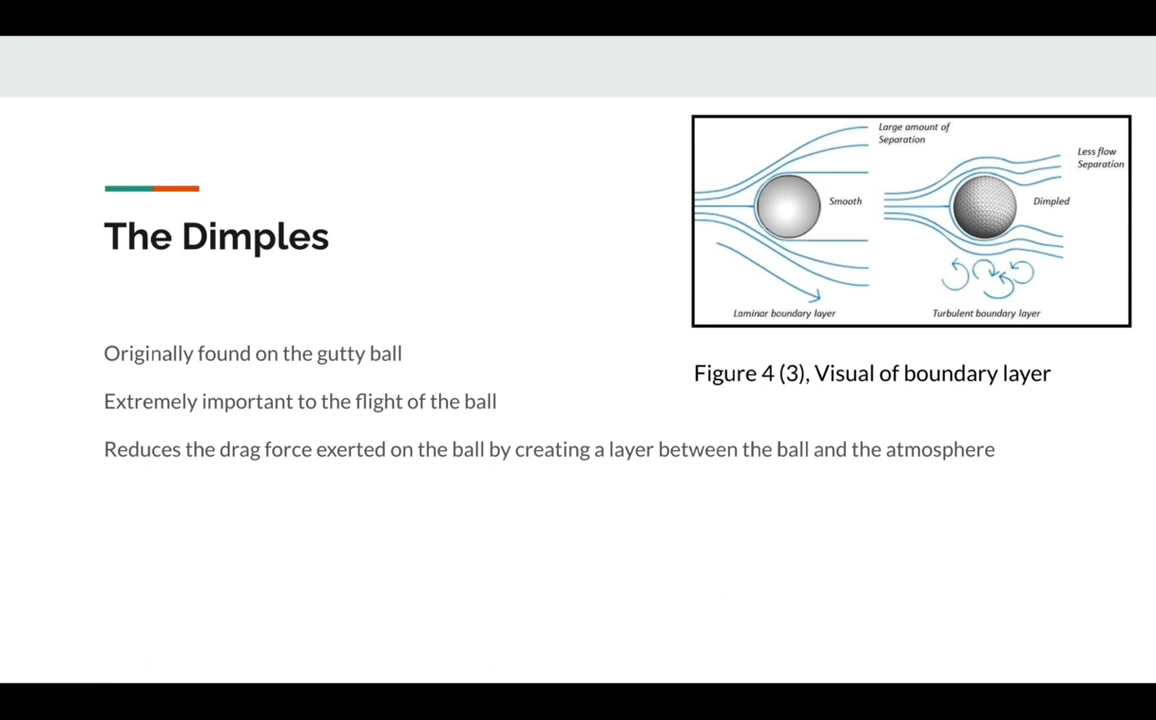 The Dimples
Originally found on the gutty ball
Extremely important to the flight of the ball
Reduces the drag force exerted on the ball by creating a layer between the ball and the atmosphere
Large amount of
Separation
Smooth
Laminar boundary layer
Less flow
Separation
Dimpled
Turbulent boundary layer
Figure 4 (3), Visual of boundary layer